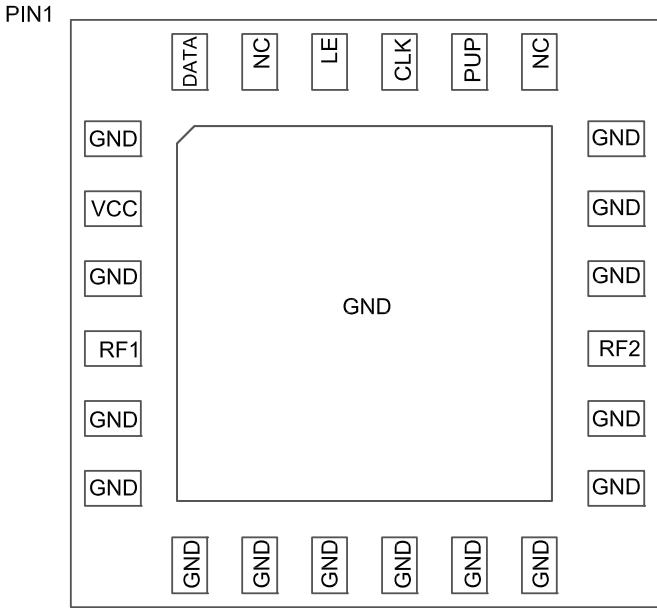 PIN1
DATA NC LE CLK PUP NC
GND GND
VCC GND
GND GND
GND
RF1 RF2
GND GND
GND GND
GND GND GND GND GND GND